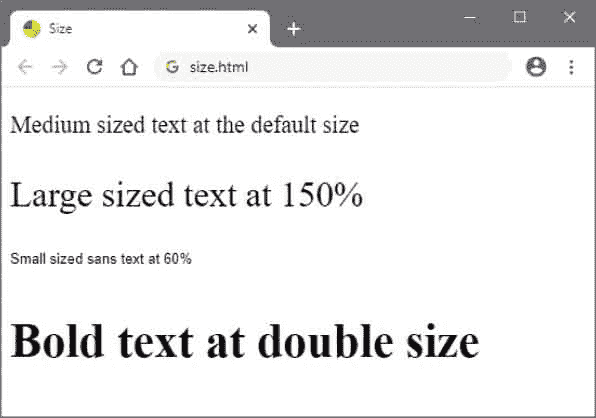 Size
size.html
Medium sized text at the default size
Large sized text at 150%
Small sized sans text at 60%
Bold text at double size